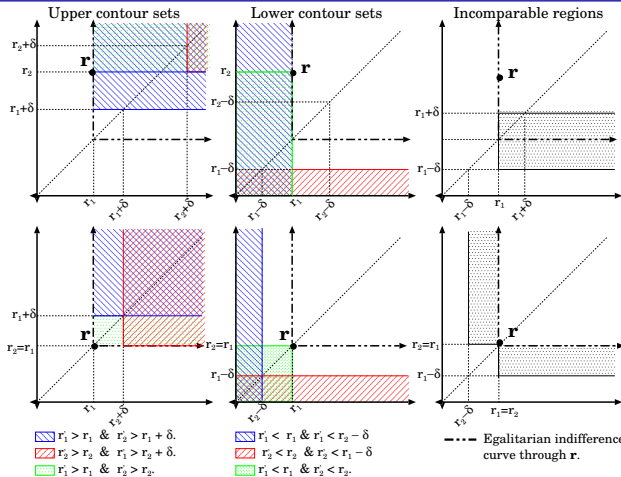 Upper contour sets
Lower contour sets
Incomparable regions
r₂+δ
r
r₂
r₁+δ
r₁
r₁+δ
r₂+δ
r
r₂
r₂−δ
r₁−δ
r₁−δ
r₁
r₂−δ
r
r₁+δ
r₁−δ
r₁−δ
r₁
r₁+δ
r₁+δ
r
r₂=r₁
r₁
r₂+δ
r
r₂=r₁
r₁−δ
r₂−δ
r₁
r
r₂=r₁
r₁−δ
r₂−δ
r₁=r₂
r′₁ > r₁ & r′₂ > r₁ + δ.
r′₂ > r₂ & r′₁ > r₁ + δ.
r′₁ > r₁ & r′₂ > r₂.
r′₁ < r₁ & r′₁ < r₂ − δ
r′₂ < r₂ & r′₂ < r₁ − δ
r′₁ < r₁ & r′₂ < r₂.
Egalitarian indifference
curve through r.